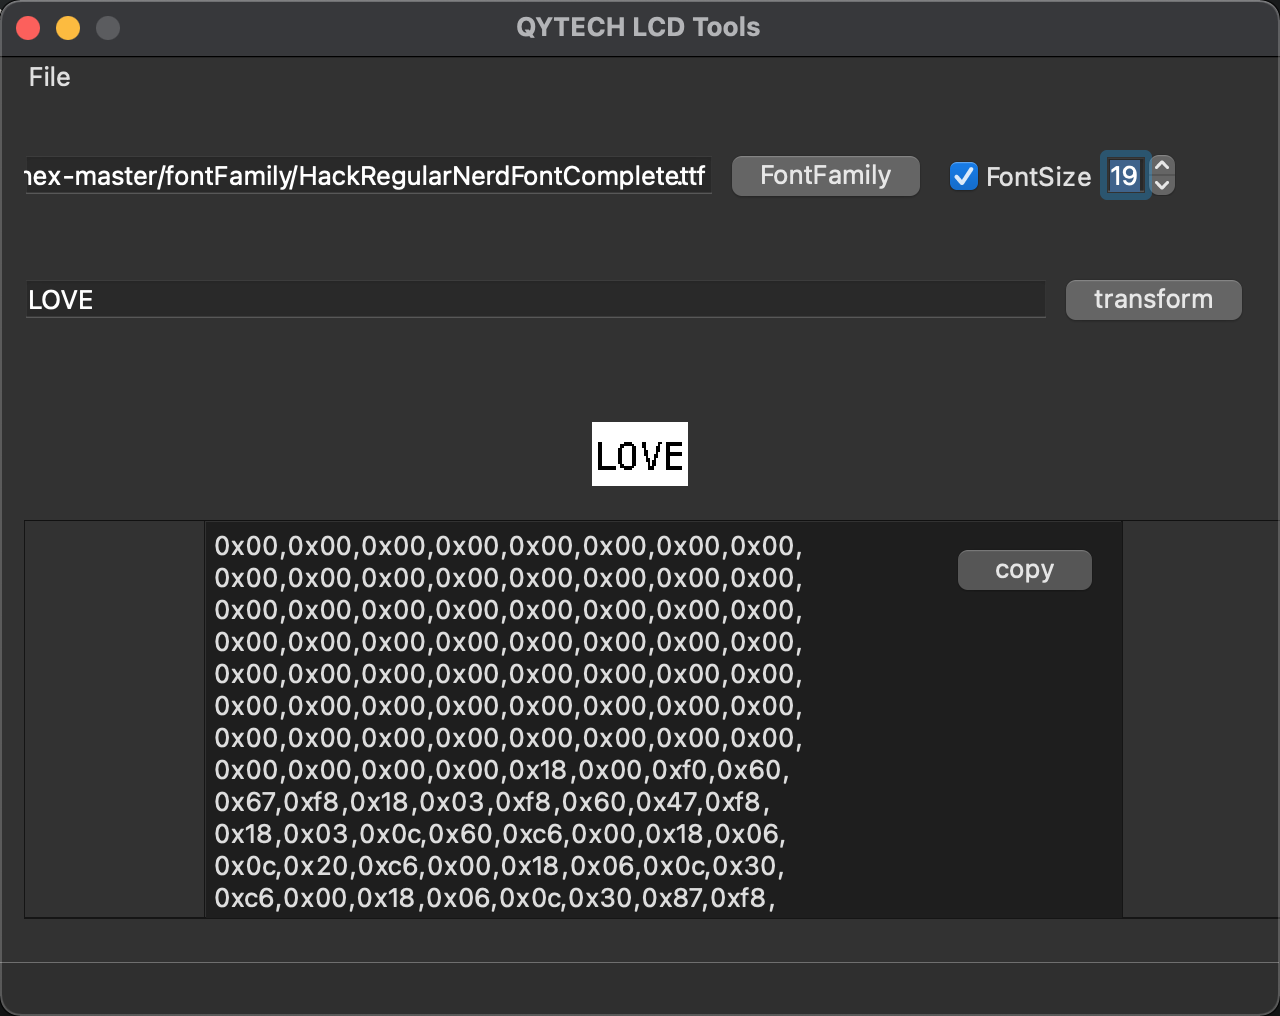 QYTECH LCD Tools
File
nex-master/fontFamily/HackRegularNerdFontComplete.ttf FontFamily FontSize 19
LOVE transform
LOVE
copy
0x00,0x00,0x00,0x00,0x00,0x00,0x00,0x00,
0x00,0x00,0x00,0x00,0x00,0x00,0x00,0x00,
0x00,0x00,0x00,0x00,0x00,0x00,0x00,0x00,
0x00,0x00,0x00,0x00,0x00,0x00,0x00,0x00,
0x00,0x00,0x00,0x00,0x00,0x00,0x00,0x00,
0x00,0x00,0x00,0x00,0x00,0x00,0x00,0x00,
0x00,0x00,0x00,0x00,0x00,0x00,0x00,0x00,
0x00,0x00,0x00,0x00,0x18,0x00,0xf0,0x60,
0x67,0xf8,0x18,0x03,0xf8,0x60,0x47,0xf8,
0x18,0x03,0x0c,0x60,0xc6,0x00,0x18,0x06,
0x0c,0x20,0xc6,0x00,0x18,0x06,0x0c,0x30,
0xc6,0x00,0x18,0x06,0x0c,0x30,0x87,0xf8,